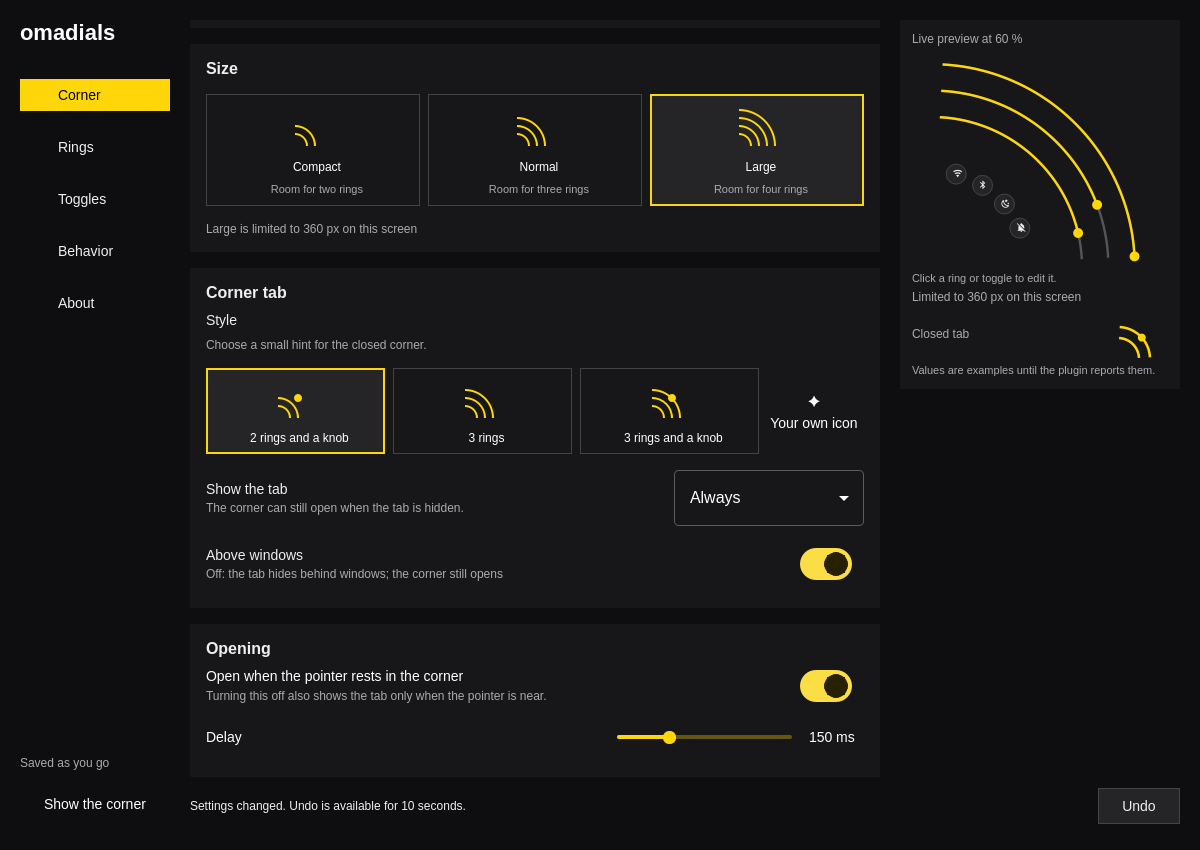 omadials
Corner
Rings
Toggles
Behavior
About
Saved as you go
Show the corner
Size
Compact
Room for two rings
Normal
Room for three rings
Large
Room for four rings
Large is limited to 360 px on this screen
Corner tab
Style
Choose a small hint for the closed corner.
2 rings and a knob
3 rings
3 rings and a knob
Your own icon
Show the tab
The corner can still open when the tab is hidden.
Always
Above windows
Off: the tab hides behind windows; the corner still opens
Opening
Open when the pointer rests in the corner
Turning this off also shows the tab only when the pointer is near.
Delay
150 ms
Settings changed. Undo is available for 10 seconds.
Undo
Live preview at 60 %
Click a ring or toggle to edit it.
Limited to 360 px on this screen
Closed tab
Values are examples until the plugin reports them.